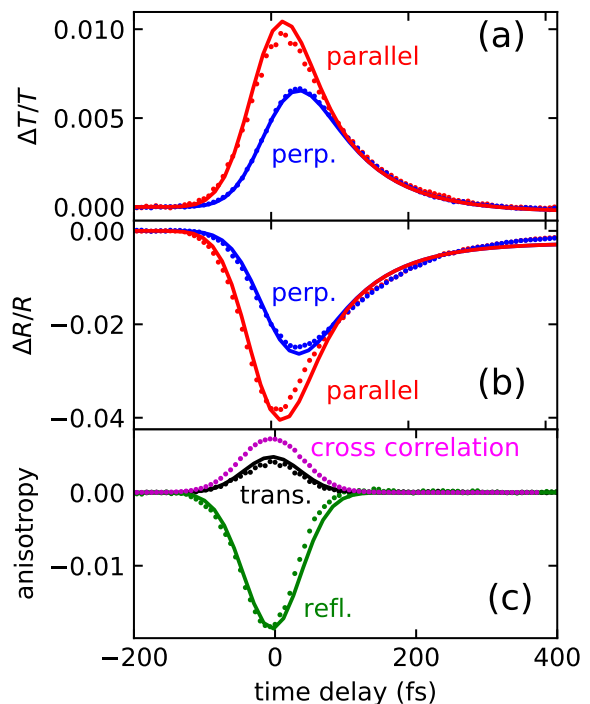 0.010
(a)
parallel
ΔT/T
0.005
perp.
0.000
0.00
perp.
ΔR/R
−0.02
(b)
parallel
−0.04
cross correlation
0.000
trans.
anisotropy
−0.01
(c)
refl.
−200 0 200 400
time delay (fs)